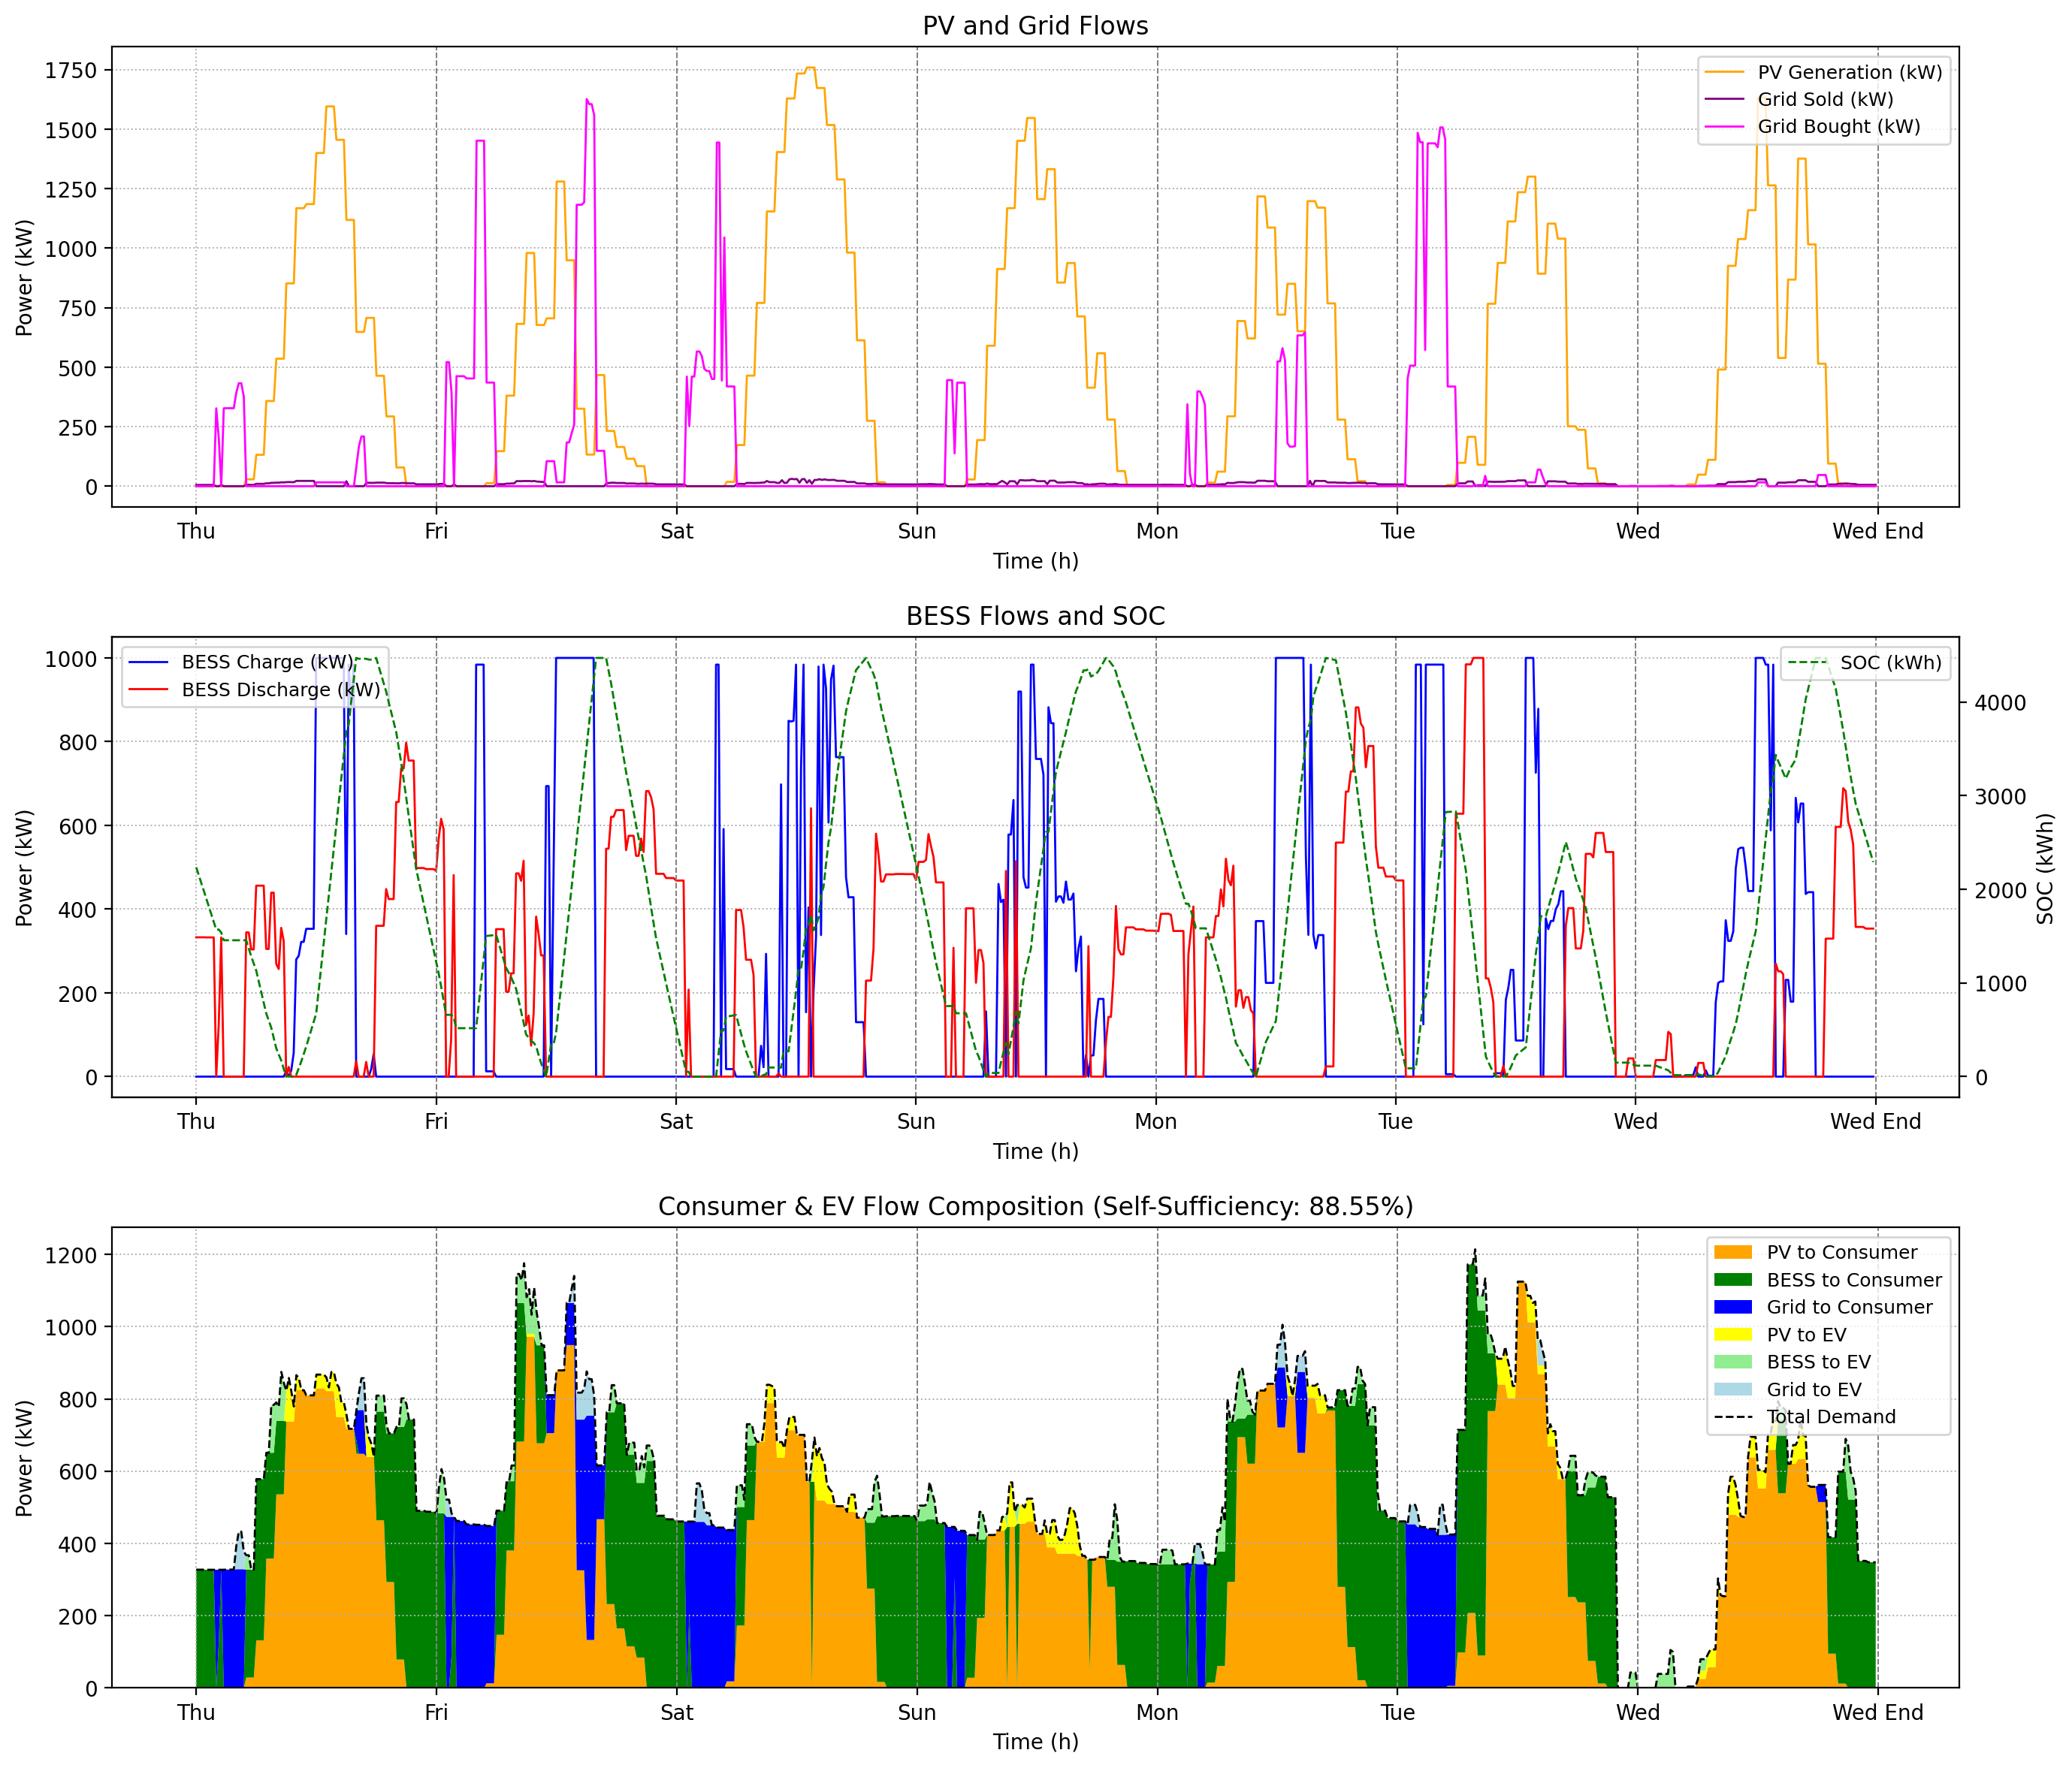 PV and Grid Flows
Power (kW)
1750
1500
1250
1000
750
500
250
0
PV Generation (kW)
Grid Sold (kW)
Grid Bought (kW)
Thu Fri Sat Sun Mon Tue Wed Wed End
Time (h)
BESS Flows and SOC
Power (kW)
1000
800
600
400
200
0
BESS Charge (kW)
BESS Discharge (kW)
SOC (kWh)
4000
3000
2000
1000
0
SOC (kWh)
Thu Fri Sat Sun Mon Tue Wed Wed End
Time (h)
Consumer & EV Flow Composition (Self-Sufficiency: 88.55%)
Power (kW)
1200
1000
800
600
400
200
0
PV to Consumer
BESS to Consumer
Grid to Consumer
PV to EV
BESS to EV
Grid to EV
Total Demand
Thu Fri Sat Sun Mon Tue Wed Wed End
Time (h)